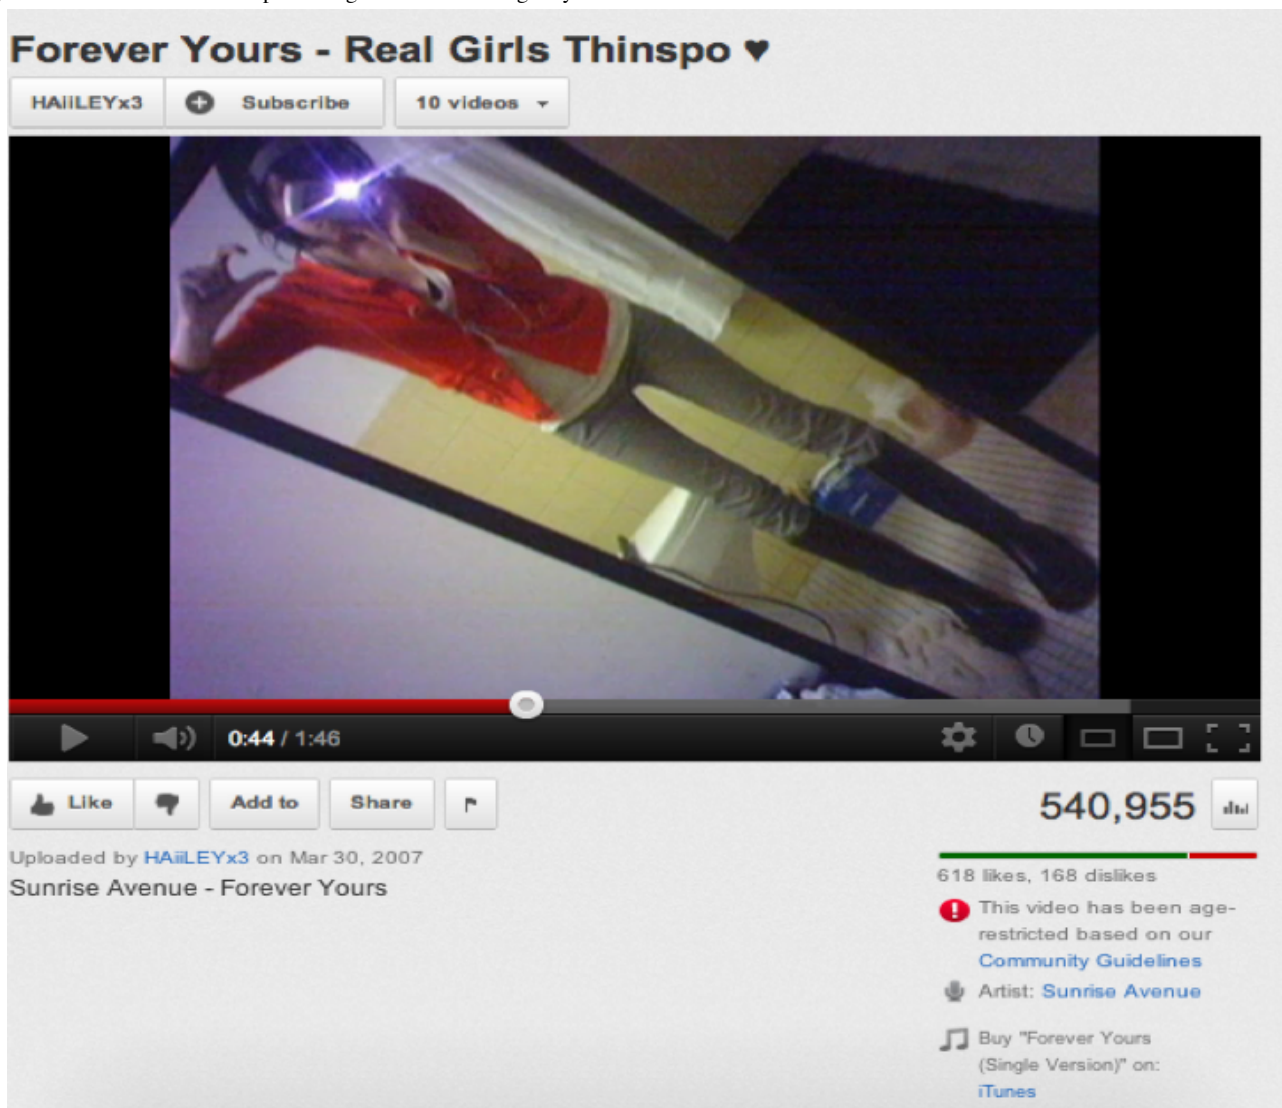 Forever Yours - Real Girls Thinspo ♥
HAiiLEYx3 Subscribe 10 videos
0:44 / 1:46
Like Add to Share 540,955
Uploaded by HAiiLEYx3 on Mar 30, 2007
Sunrise Avenue - Forever Yours
618 likes, 168 dislikes
This video has been age-
restricted based on our
Community Guidelines
Artist: Sunrise Avenue
Buy "Forever Yours
(Single Version)" on:
iTunes